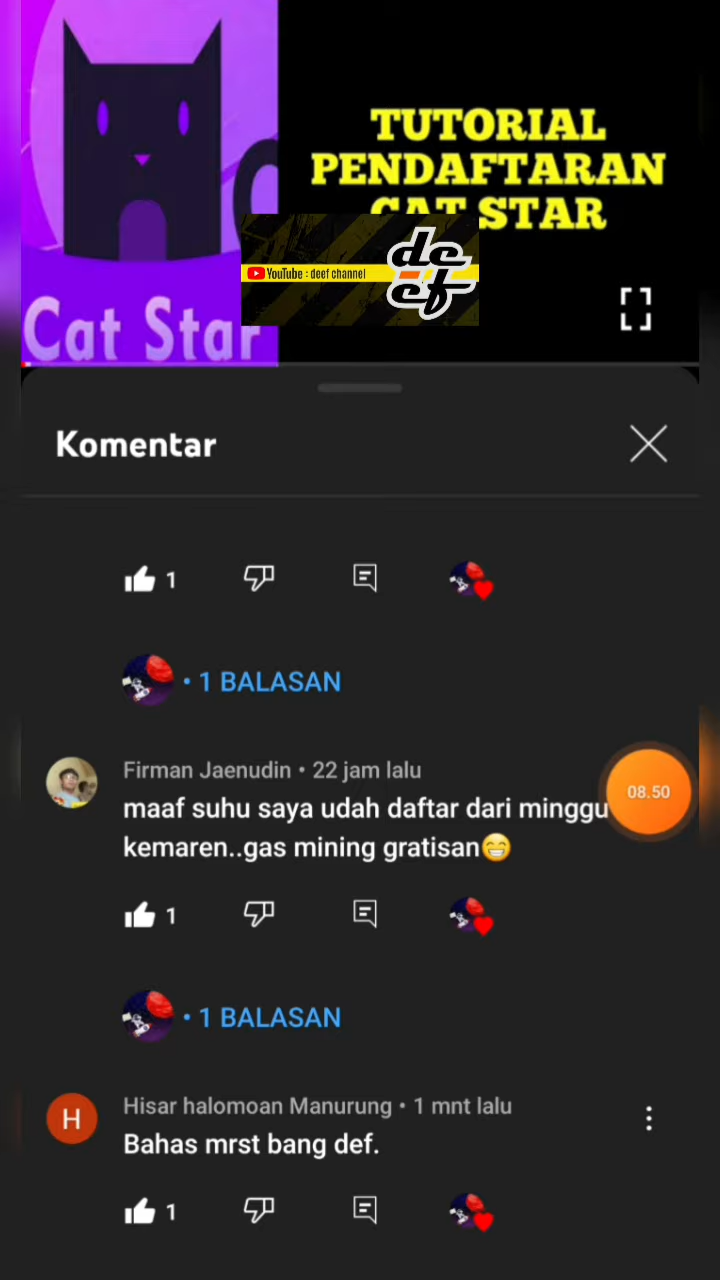 TUTORIAL
PENDAFTARAN
CAT STAR
YouTube : deef channel
de
ef
Cat Star
Komentar
1
• 1 BALASAN
Firman Jaenudin • 22 jam lalu
maaf suhu saya udah daftar dari minggu
kemaren..gas mining gratisan😁
08.50
1
• 1 BALASAN
H
Hisar halomoan Manurung • 1 mnt lalu
Bahas mrst bang def.
1